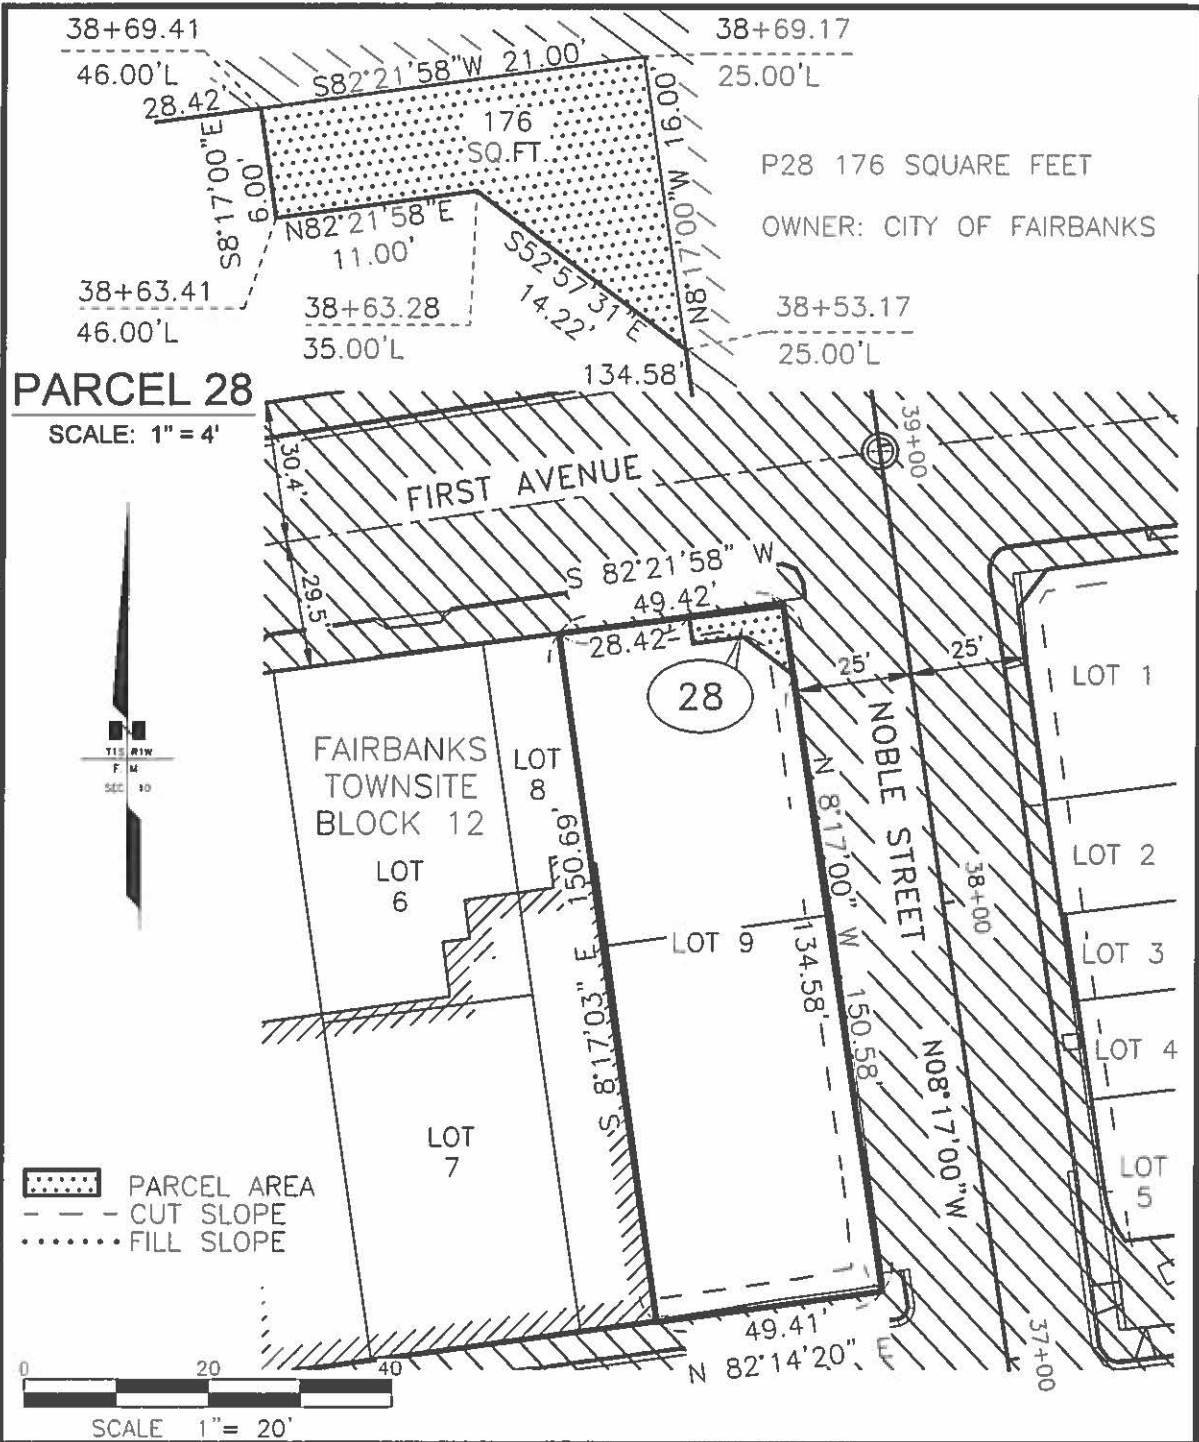 38+69.41
46.00'L
38+69.17
25.00'L
S82°21'58"W 21.00'
28.42'
S8°17'00"E
6.00'
176
SQ.FT.
N8°17'00"W 16.00
N82°21'58"E
11.00'
S52°57'31"E
14.22'
P28 176 SQUARE FEET
OWNER: CITY OF FAIRBANKS
38+63.41
46.00'L
38+63.28
35.00'L
38+53.17
25.00'L
134.58'
PARCEL 28
SCALE: 1" = 4'
30.4'
29.5'
FIRST AVENUE
39+00
S 82°21'58" W
49.42'
28.42'
28
25'
25'
T1S R1W
F M
SEC 10
FAIRBANKS
TOWNSITE
BLOCK 12
LOT
6
LOT
8
LOT
7
LOT 9
150.69'
S 8°17'03" E
N 8°17'00" W 150.58'
134.58'
NOBLE STREET
38+00
N08°17'00"W
37+00
LOT 1
LOT 2
LOT 3
LOT 4
LOT
5
PARCEL AREA
CUT SLOPE
FILL SLOPE
49.41'
N 82°14'20" E
0 20 40
SCALE 1"= 20'